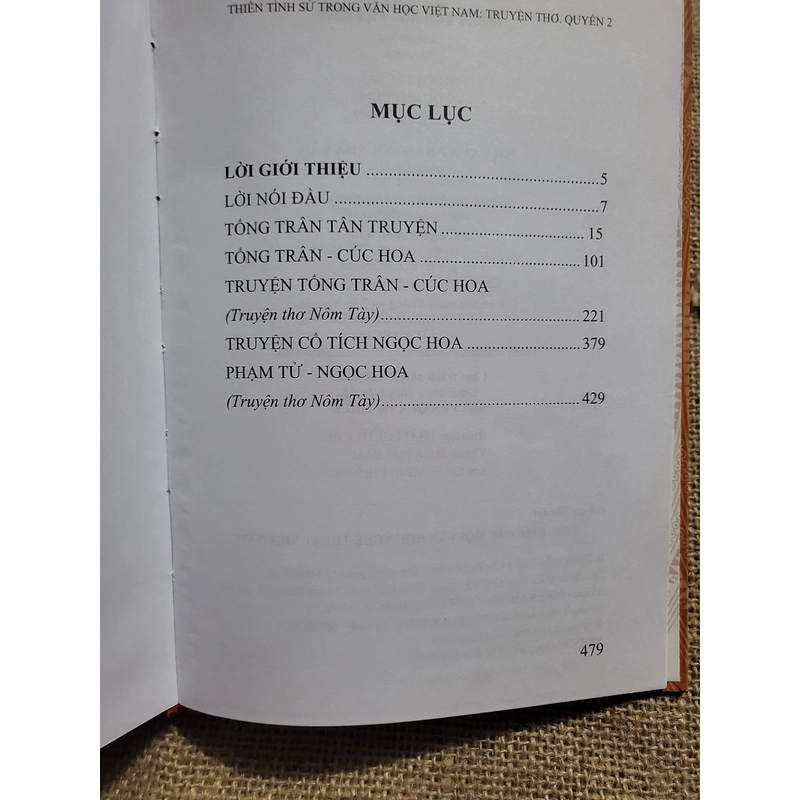 THIÊN TÌNH SỬ TRONG VĂN HỌC VIỆT NAM: TRUYỆN THƠ. QUYỂN 2
MỤC LỤC
LỜI GIỚI THIỆU ..................................................... 5
LỜI NÓI ĐẦU ........................................................... 7
TỐNG TRÂN TÂN TRUYỆN ................................ 15
TỐNG TRÂN - CÚC HOA ..................................... 101
TRUYỆN TỐNG TRÂN - CÚC HOA
(Truyện thơ Nôm Tày) ............................................ 221
TRUYỆN CỔ TÍCH NGỌC HOA ......................... 379
PHẠM TỬ - NGỌC HOA
(Truyện thơ Nôm Tày) ............................................ 429
479